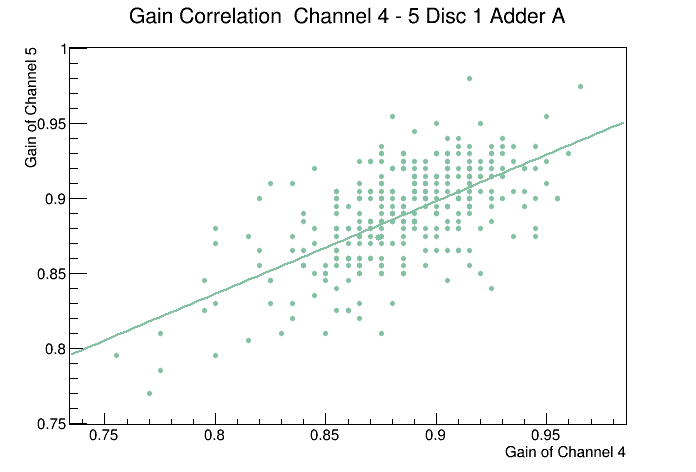 Gain Correlation  Channel 4 - 5 Disc 1 Adder A
Gain of Channel 5
1
0.95
0.9
0.85
0.8
0.75
0.75 0.8 0.85 0.9 0.95
Gain of Channel 4